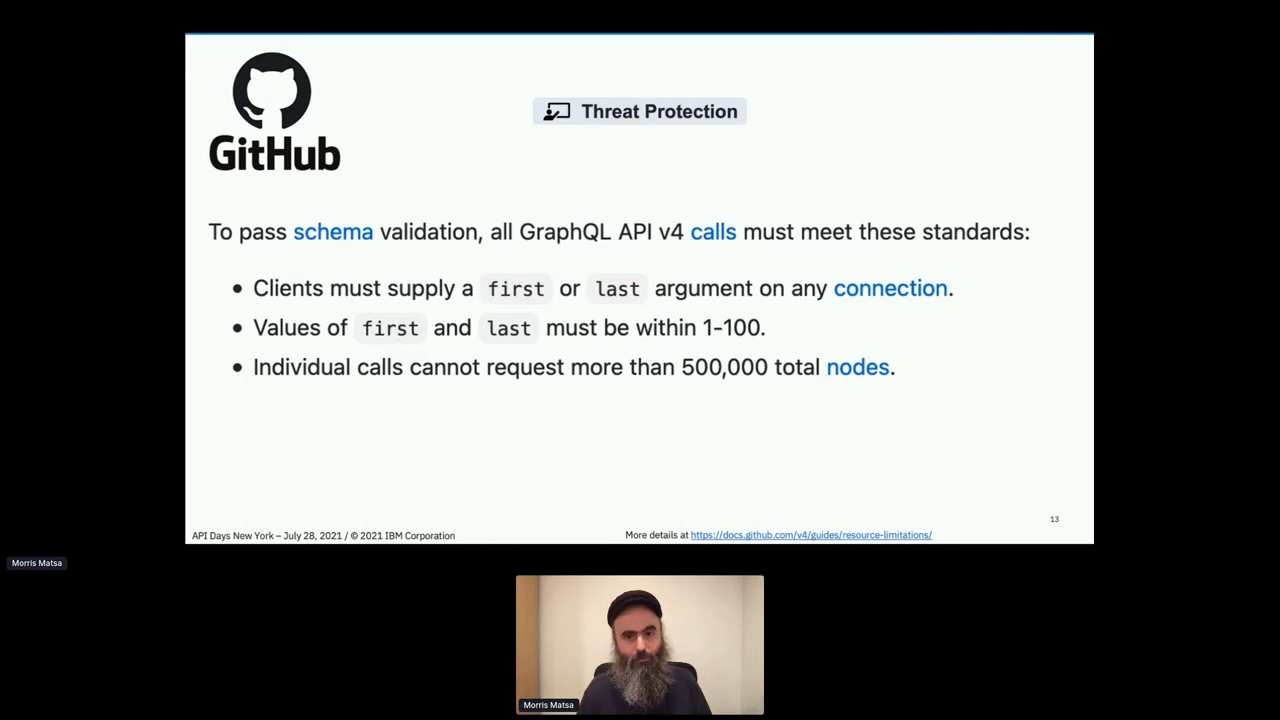 GitHub
Threat Protection
To pass schema validation, all GraphQL API v4 calls must meet these standards:
• Clients must supply a first or last argument on any connection.
• Values of first and last must be within 1-100.
• Individual calls cannot request more than 500,000 total nodes.
13
API Days New York – July 28, 2021 / © 2021 IBM Corporation
More details at https://docs.github.com/v4/guides/resource-limitations/
Morris Matsa
Morris Matsa